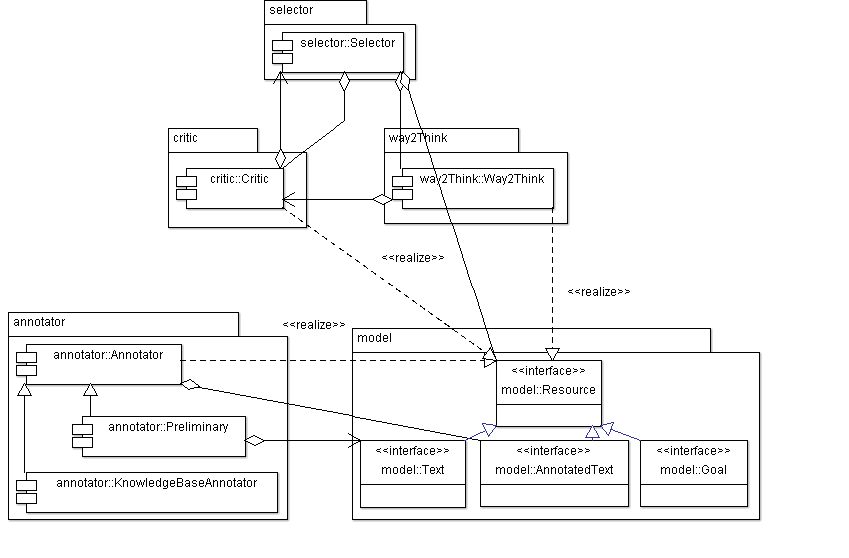 selector
selector::Selector
critic
way2Think
critic::Critic
way2Think::Way2Think
<<realize>>
<<realize>>
annotator
<<realize>>
model
annotator::Annotator
<<interface>>
model::Resource
annotator::Preliminary
<<interface>>
model::Text
<<interface>>
model::AnnotatedText
<<interface>>
model::Goal
annotator::KnowledgeBaseAnnotator